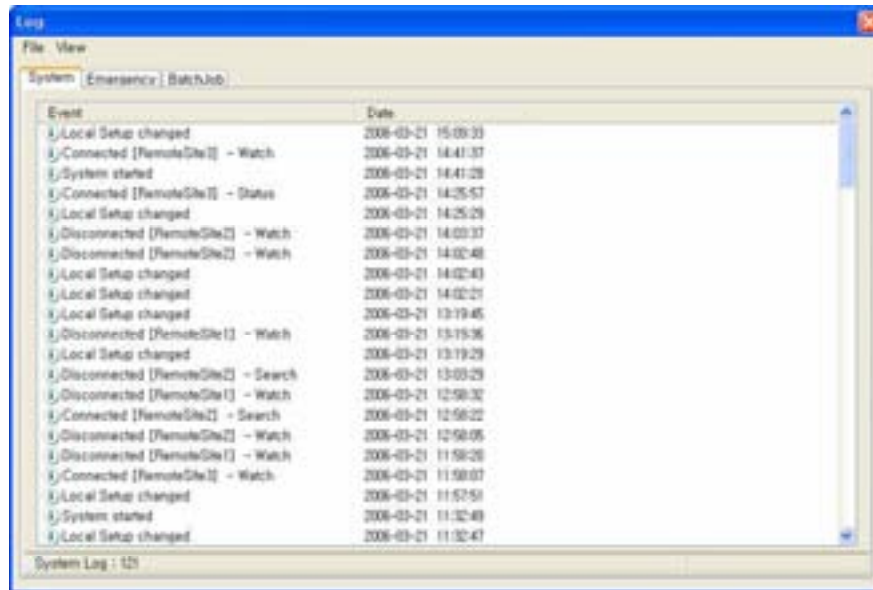 Log
File View
System Emergency BatchJob
Event Date
Local Setup changed 2006-03-21 15:09:33
Connected [RemoteSite3] - Watch 2006-03-21 14:41:37
System started 2006-03-21 14:41:28
Connected [RemoteSite3] - Status 2006-03-21 14:25:57
Local Setup changed 2006-03-21 14:25:29
Disconnected [RemoteSite2] - Watch 2006-03-21 14:03:37
Disconnected [RemoteSite2] - Watch 2006-03-21 14:02:48
Local Setup changed 2006-03-21 14:02:43
Local Setup changed 2006-03-21 14:02:21
Local Setup changed 2006-03-21 13:19:45
Disconnected [RemoteSite1] - Watch 2006-03-21 13:19:36
Local Setup changed 2006-03-21 13:19:29
Disconnected [RemoteSite2] - Search 2006-03-21 13:03:29
Disconnected [RemoteSite1] - Watch 2006-03-21 12:58:32
Connected [RemoteSite2] - Search 2006-03-21 12:58:22
Disconnected [RemoteSite2] - Watch 2006-03-21 12:58:05
Disconnected [RemoteSite1] - Watch 2006-03-21 11:58:20
Connected [RemoteSite3] - Watch 2006-03-21 11:58:07
Local Setup changed 2006-03-21 11:57:51
System started 2006-03-21 11:32:49
Local Setup changed 2006-03-21 11:32:47
System Log : 121